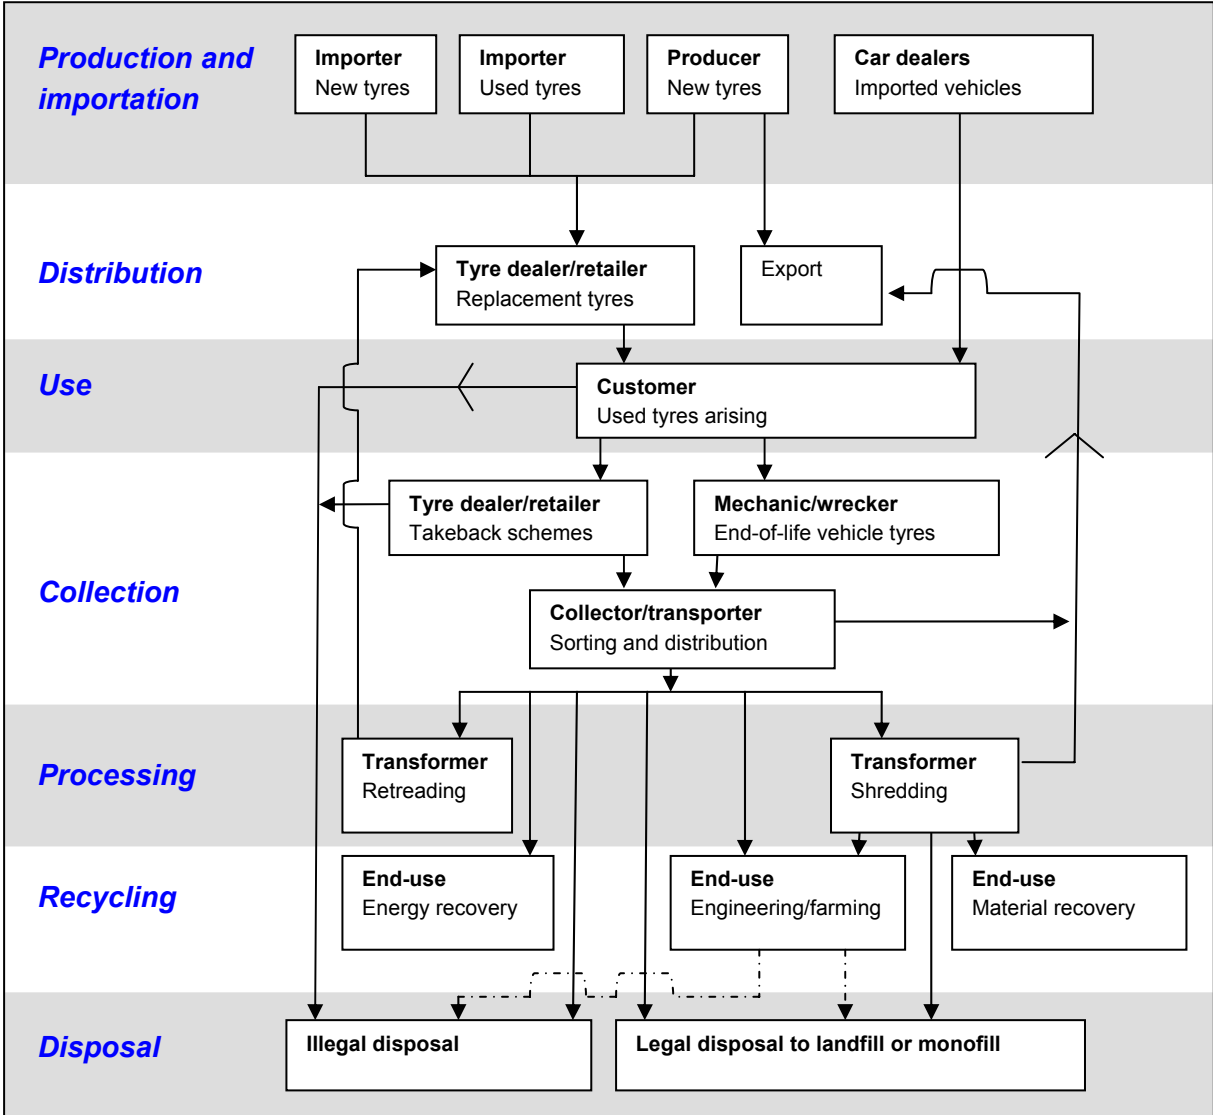 Production and
importation
Importer
New tyres
Importer
Used tyres
Producer
New tyres
Car dealers
Imported vehicles
Distribution
Tyre dealer/retailer
Replacement tyres
Export
Use
Customer
Used tyres arising
Collection
Tyre dealer/retailer
Takeback schemes
Mechanic/wrecker
End-of-life vehicle tyres
Collector/transporter
Sorting and distribution
Processing
Transformer
Retreading
Transformer
Shredding
Recycling
End-use
Energy recovery
End-use
Engineering/farming
End-use
Material recovery
Disposal
Illegal disposal
Legal disposal to landfill or monofill